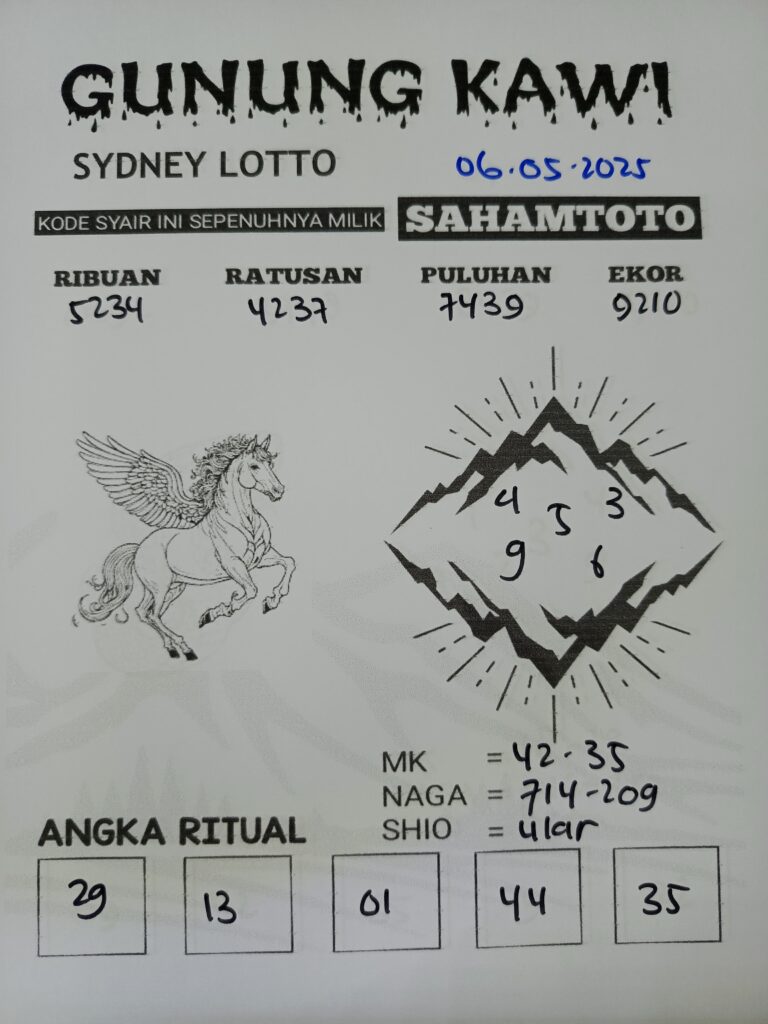 GUNUNG KAWI
SYDNEY LOTTO 06.05.2025
KODE SYAIR INI SEPENUHNYA MILIK SAHAMTOTO
RIBUAN RATUSAN PULUHAN EKOR
5234 4237 7439 9210
4 5 3
9 6
MK = 42-35
NAGA = 714-209
SHIO = ular
ANGKA RITUAL
29 13 01 44 35